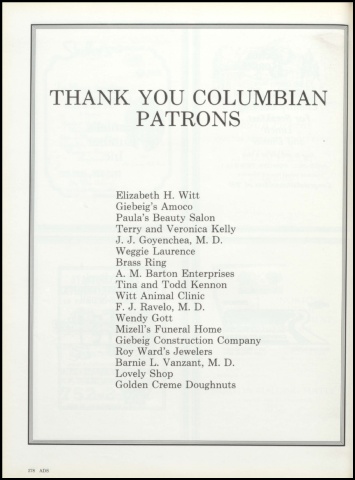 THANK YOU COLUMBIAN
PATRONS
Elizabeth H. Witt
Giebeig's Amoco
Paula's Beauty Salon
Terry and Veronica Kelly
J. J. Goyenchea, M. D.
Weggie Laurence
Brass Ring
A. M. Barton Enterprises
Tina and Todd Kennon
Witt Animal Clinic
F. J. Ravelo, M. D.
Wendy Gott
Mizell's Funeral Home
Giebeig Construction Company
Roy Ward's Jewelers
Barnie L. Vanzant, M. D.
Lovely Shop
Golden Creme Doughnuts
ADS